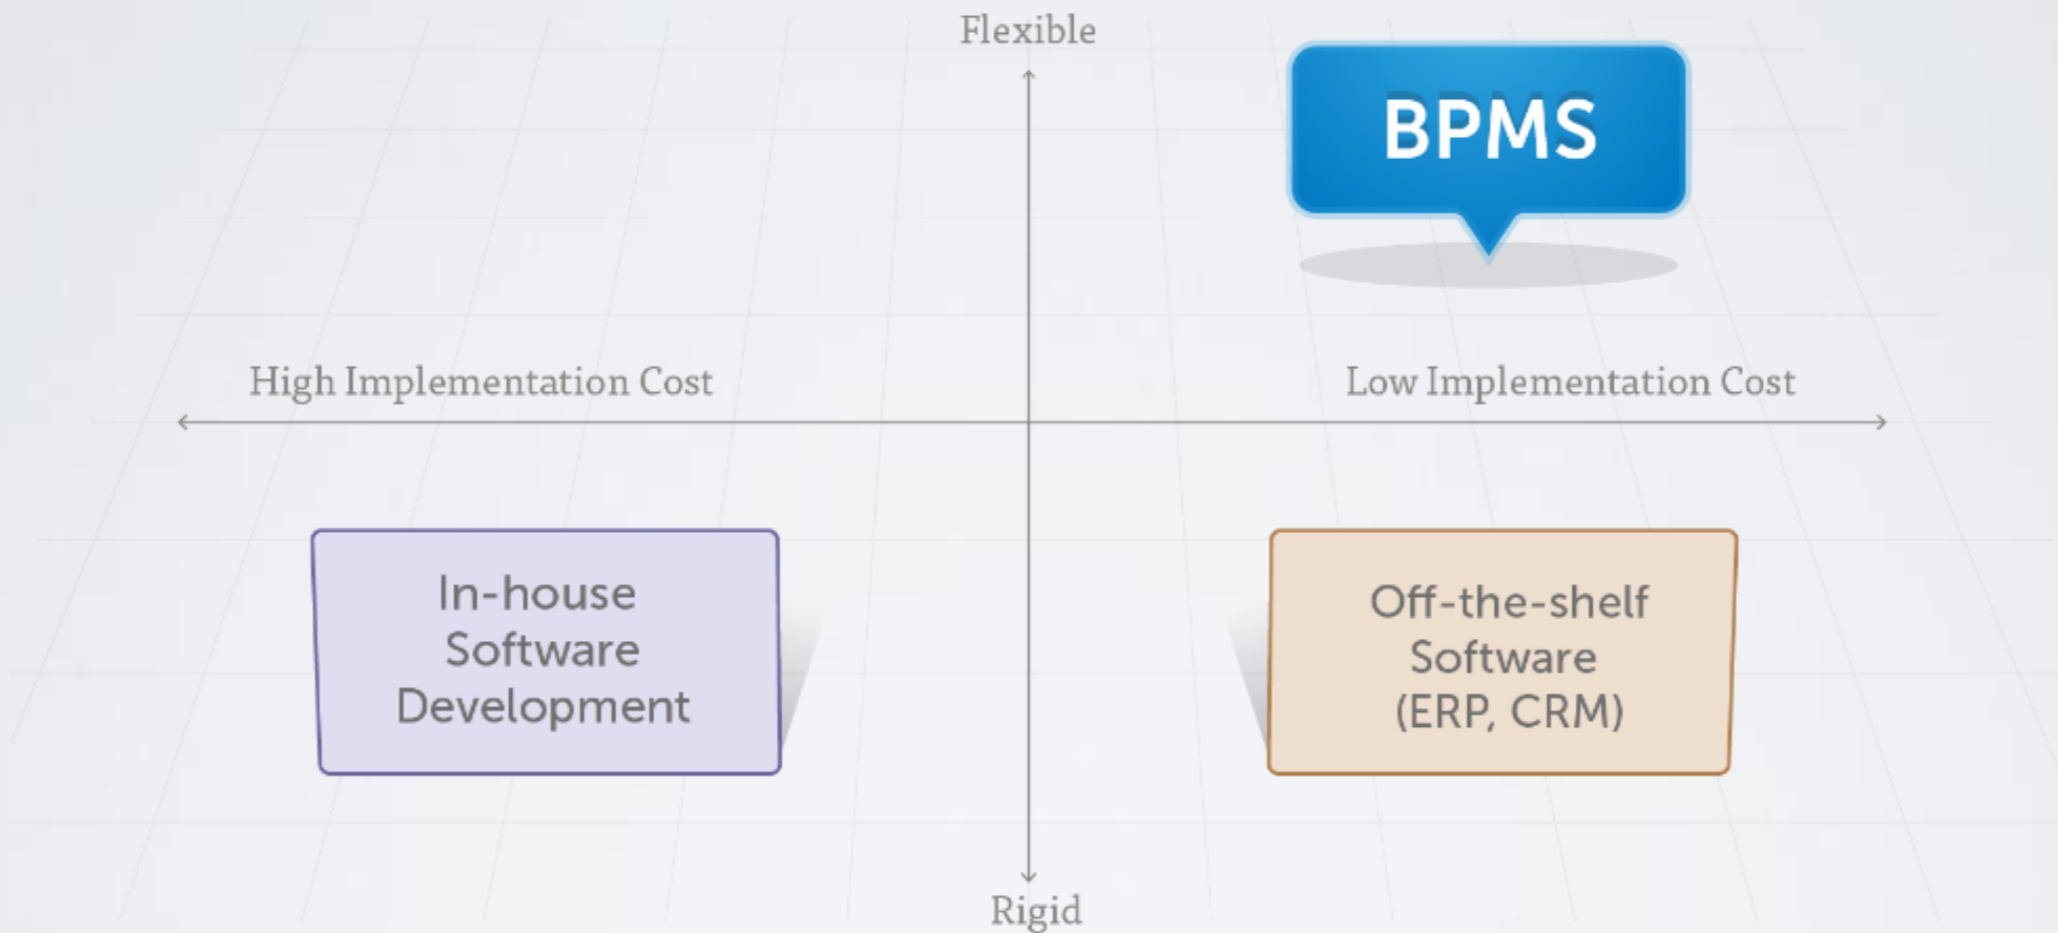 Flexible
BPMS
High Implementation Cost
Low Implementation Cost
In-house
Software
Development
Off-the-shelf
Software
(ERP, CRM)
Rigid